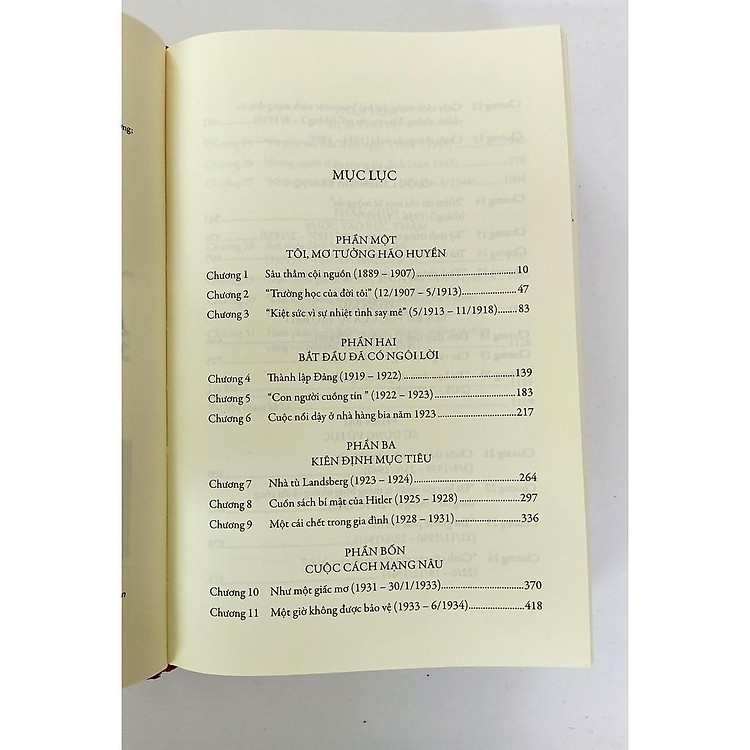 MỤC LỤC
PHẦN MỘT
TÔI, MƠ TƯỞNG HÃO HUYỀN
Chương 1 Sâu thẳm cội nguồn (1889 – 1907) 10
Chương 2 “Trường học của đời tôi” (12/1907 – 5/1913) 47
Chương 3 “Kiệt sức vì sự nhiệt tình say mê” (5/1913 – 11/1918) 83
PHẦN HAI
BẮT ĐẦU ĐÃ CÓ NGÔI LỜI
Chương 4 Thành lập Đảng (1919 – 1922) 139
Chương 5 “Con người cuồng tín ” (1922 – 1923) 183
Chương 6 Cuộc nổi dậy ở nhà hàng bia năm 1923 217
PHẦN BA
KIÊN ĐỊNH MỤC TIÊU
Chương 7 Nhà tù Landsberg (1923 – 1924) 264
Chương 8 Cuốn sách bí mật của Hitler (1925 – 1928) 297
Chương 9 Một cái chết trong gia đình (1928 – 1931) 336
PHẦN BỐN
CUỘC CÁCH MẠNG NÂU
Chương 10 Như một giấc mơ (1931 – 30/1/1933) 370
Chương 11 Một giờ không được bảo vệ (1933 – 6/1934) 418